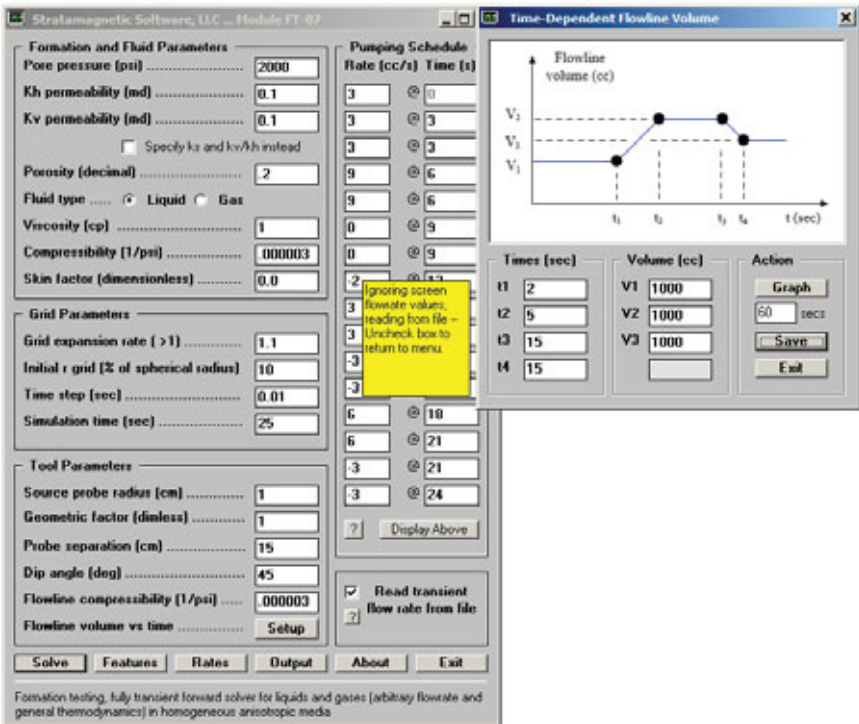 Stratamagnetic Software, LLC ... Module FT-07
Formation and Fluid Parameters
Pore pressure (psi) 2000
Kh permeability (md) 0.1
Kv permeability (md) 0.1
Specify ks and kv/kh instead
Porosity (decimal) .2
Fluid type ..... Liquid Gas
Viscosity (cp) 1
Compressibility (1/psi) .000003
Skin factor (dimensionless) 0.0
Grid Parameters
Grid expansion rate ( >1) 1.1
Initial r grid (% of spherical radius) 10
Time step (sec) 0.01
Simulation time (sec) 25
Tool Parameters
Source probe radius (cm) 1
Geometric factor (dimless) 1
Probe separation (cm) 15
Dip angle (deg) 45
Flowline compressibility (1/psi) .000003
Flowline volume vs time Setup
Pumping Schedule
Rate (cc/s) Time (s)
3 @ 0
3 @ 3
3 @ 3
9 @ 6
9 @ 6
0 @ 9
0 @ 9
-2
3
3
-3
-3
6 @ 18
6 @ 21
-3 @ 21
-3 @ 24
? Display Above
Ignoring screen
flowrate values,
reading from file --
Uncheck box to
return to menu.
Read transient
flow rate from file
?
Solve Features Rates Output About Exit
Formation testing, fully transient forward solver for liquids and gases (arbitrary flowrate and
general thermodynamics) in homogeneous anisotropic media
Time-Dependent Flowline Volume
Flowline
volume (cc)
V1
t1 t2 t3 t4 t (sec)
Times (sec)
t1 2
t2 5
t3 15
t4 15
Volume (cc)
V1 1000
V2 1000
V3 1000
Action
Graph
60 secs
Save
Exit